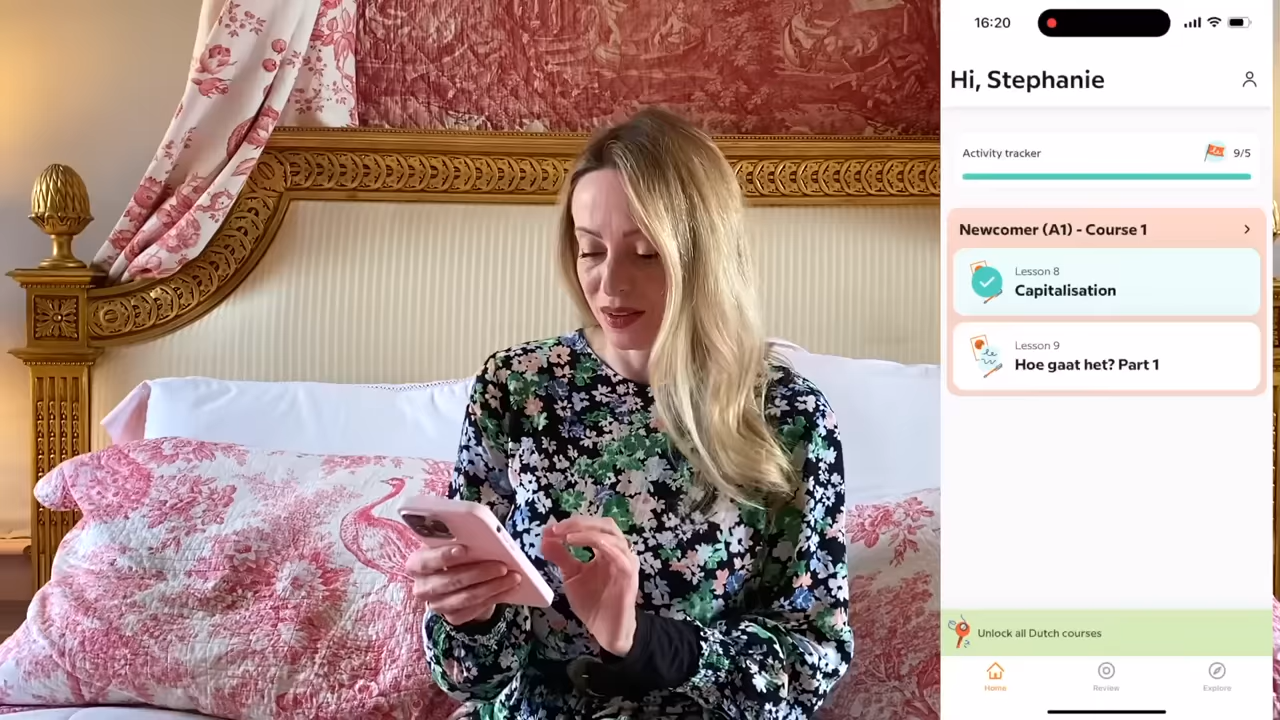 16:20
Hi, Stephanie
Activity tracker
9/5
Newcomer (A1) - Course 1
Lesson 8
Capitalisation
Lesson 9
Hoe gaat het? Part 1
Unlock all Dutch courses
Home
Review
Explore